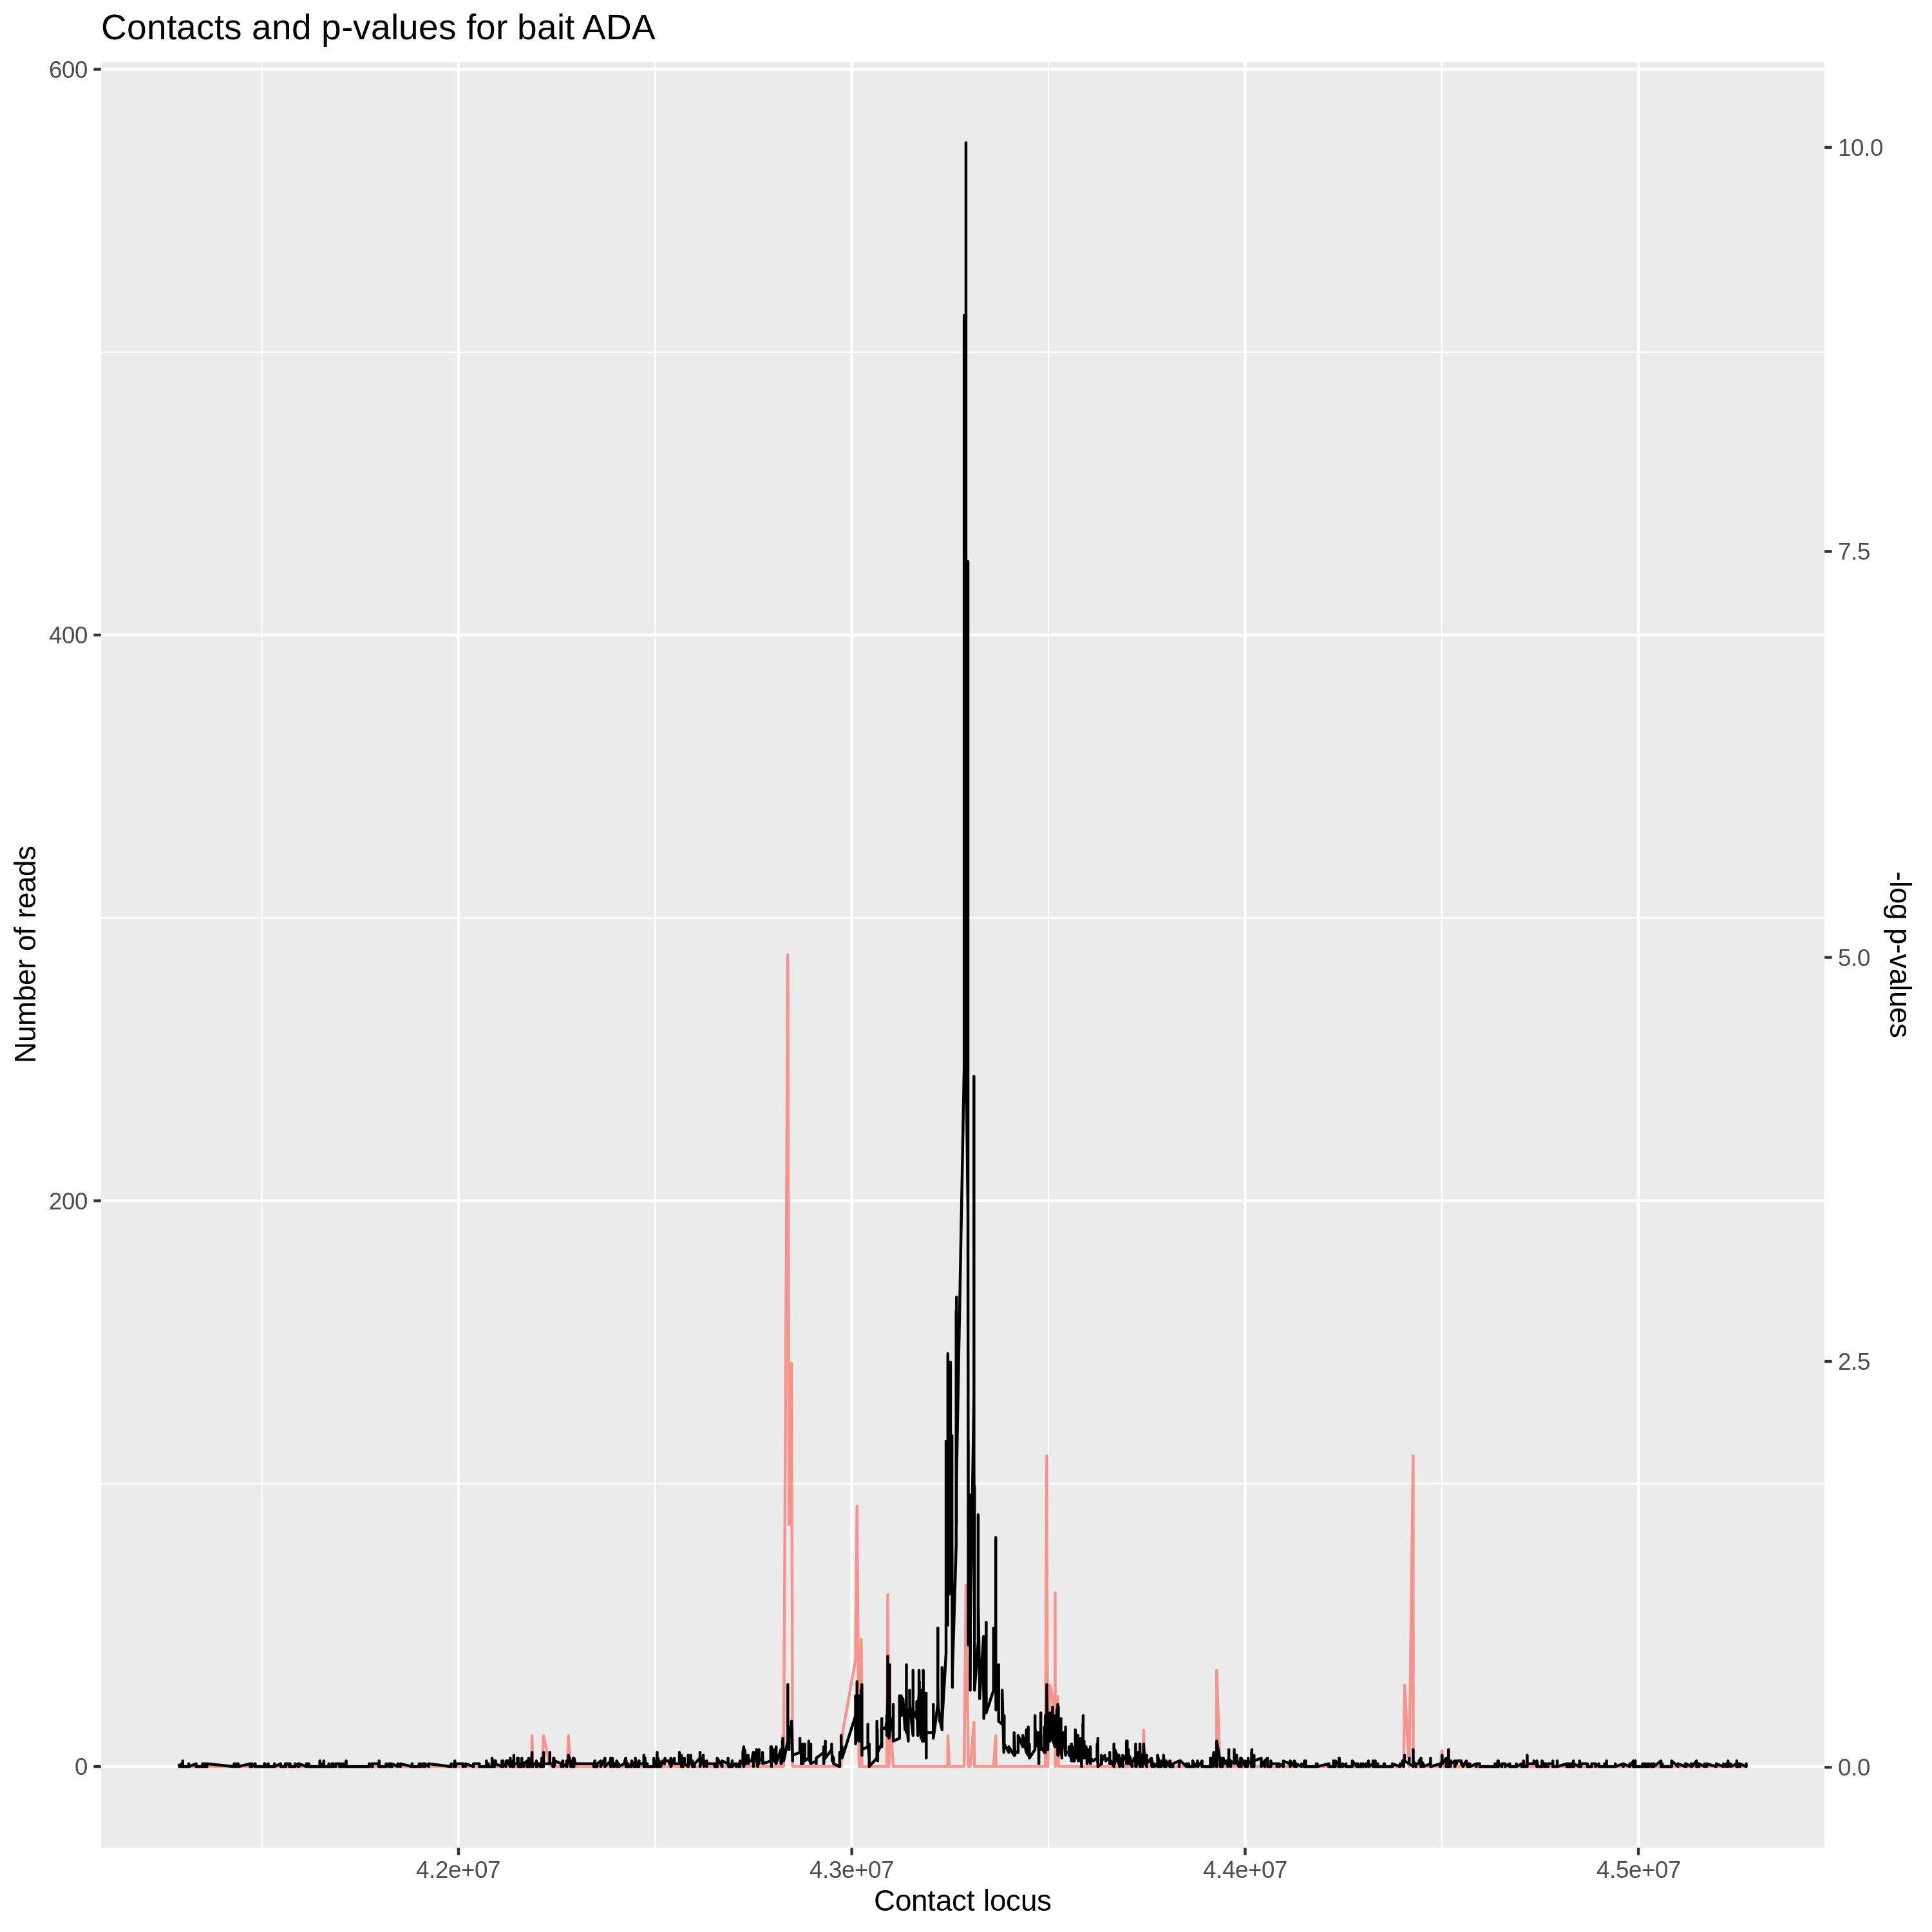 Contacts and p-values for bait ADA
600
400
200
0
Number of reads
10.0
7.5
5.0
2.5
0.0
-log p-values
4.2e+07
4.3e+07
4.4e+07
4.5e+07
Contact locus